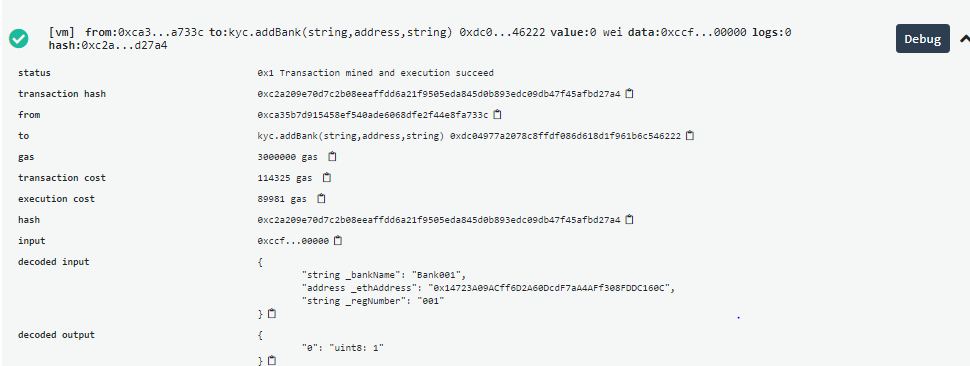 [vm] from:0xca3...a733c to:kyc.addBank(string,address,string) 0xdc0...46222 value:0 wei data:0xccf...00000 logs:0
hash:0xc2a...d27a4
Debug
status 0x1 Transaction mined and execution succeed
transaction hash 0xc2a209e70d7c2b08eeaffdd6a21f9505eda845d0b893edc09db47f45afbd27a4
from 0xca35b7d915458ef540ade6068dfe2f44e8fa733c
to kyc.addBank(string,address,string) 0xdc04977a2078c8ffdf086d618d1f961b6c546222
gas 3000000 gas
transaction cost 114325 gas
execution cost 89981 gas
hash 0xc2a209e70d7c2b08eeaffdd6a21f9505eda845d0b893edc09db47f45afbd27a4
input 0xccf...00000
decoded input {
"string _bankName": "Bank001",
"address _ethAddress": "0x14723A09ACff6D2A60DcdF7aA4AFf308FDDC160C",
"string _regNumber": "001"
}
decoded output {
"0": "uint8: 1"
}